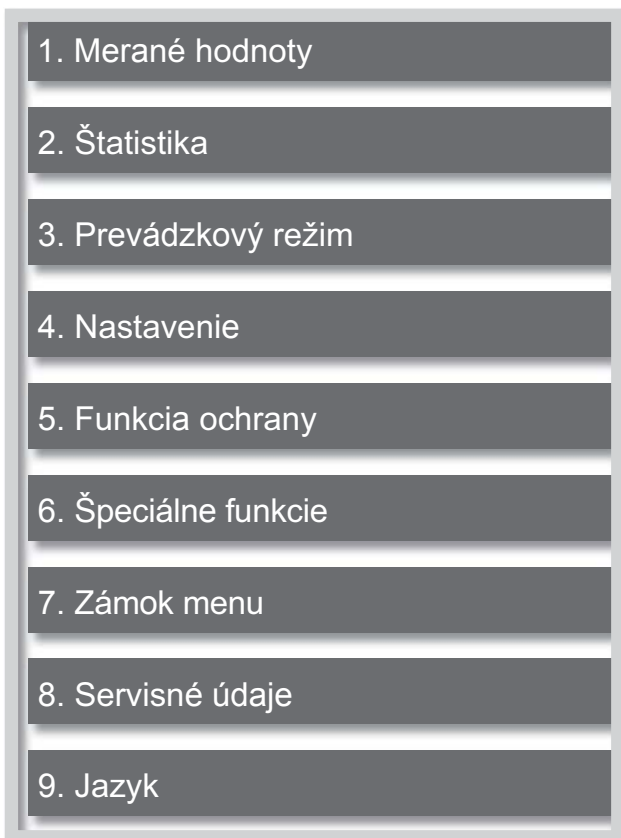 1. Merané hodnoty
2. Štatistika
3. Prevádzkový režim
4. Nastavenie
5. Funkcia ochrany
6. Špeciálne funkcie
7. Zámok menu
8. Servisné údaje
9. Jazyk